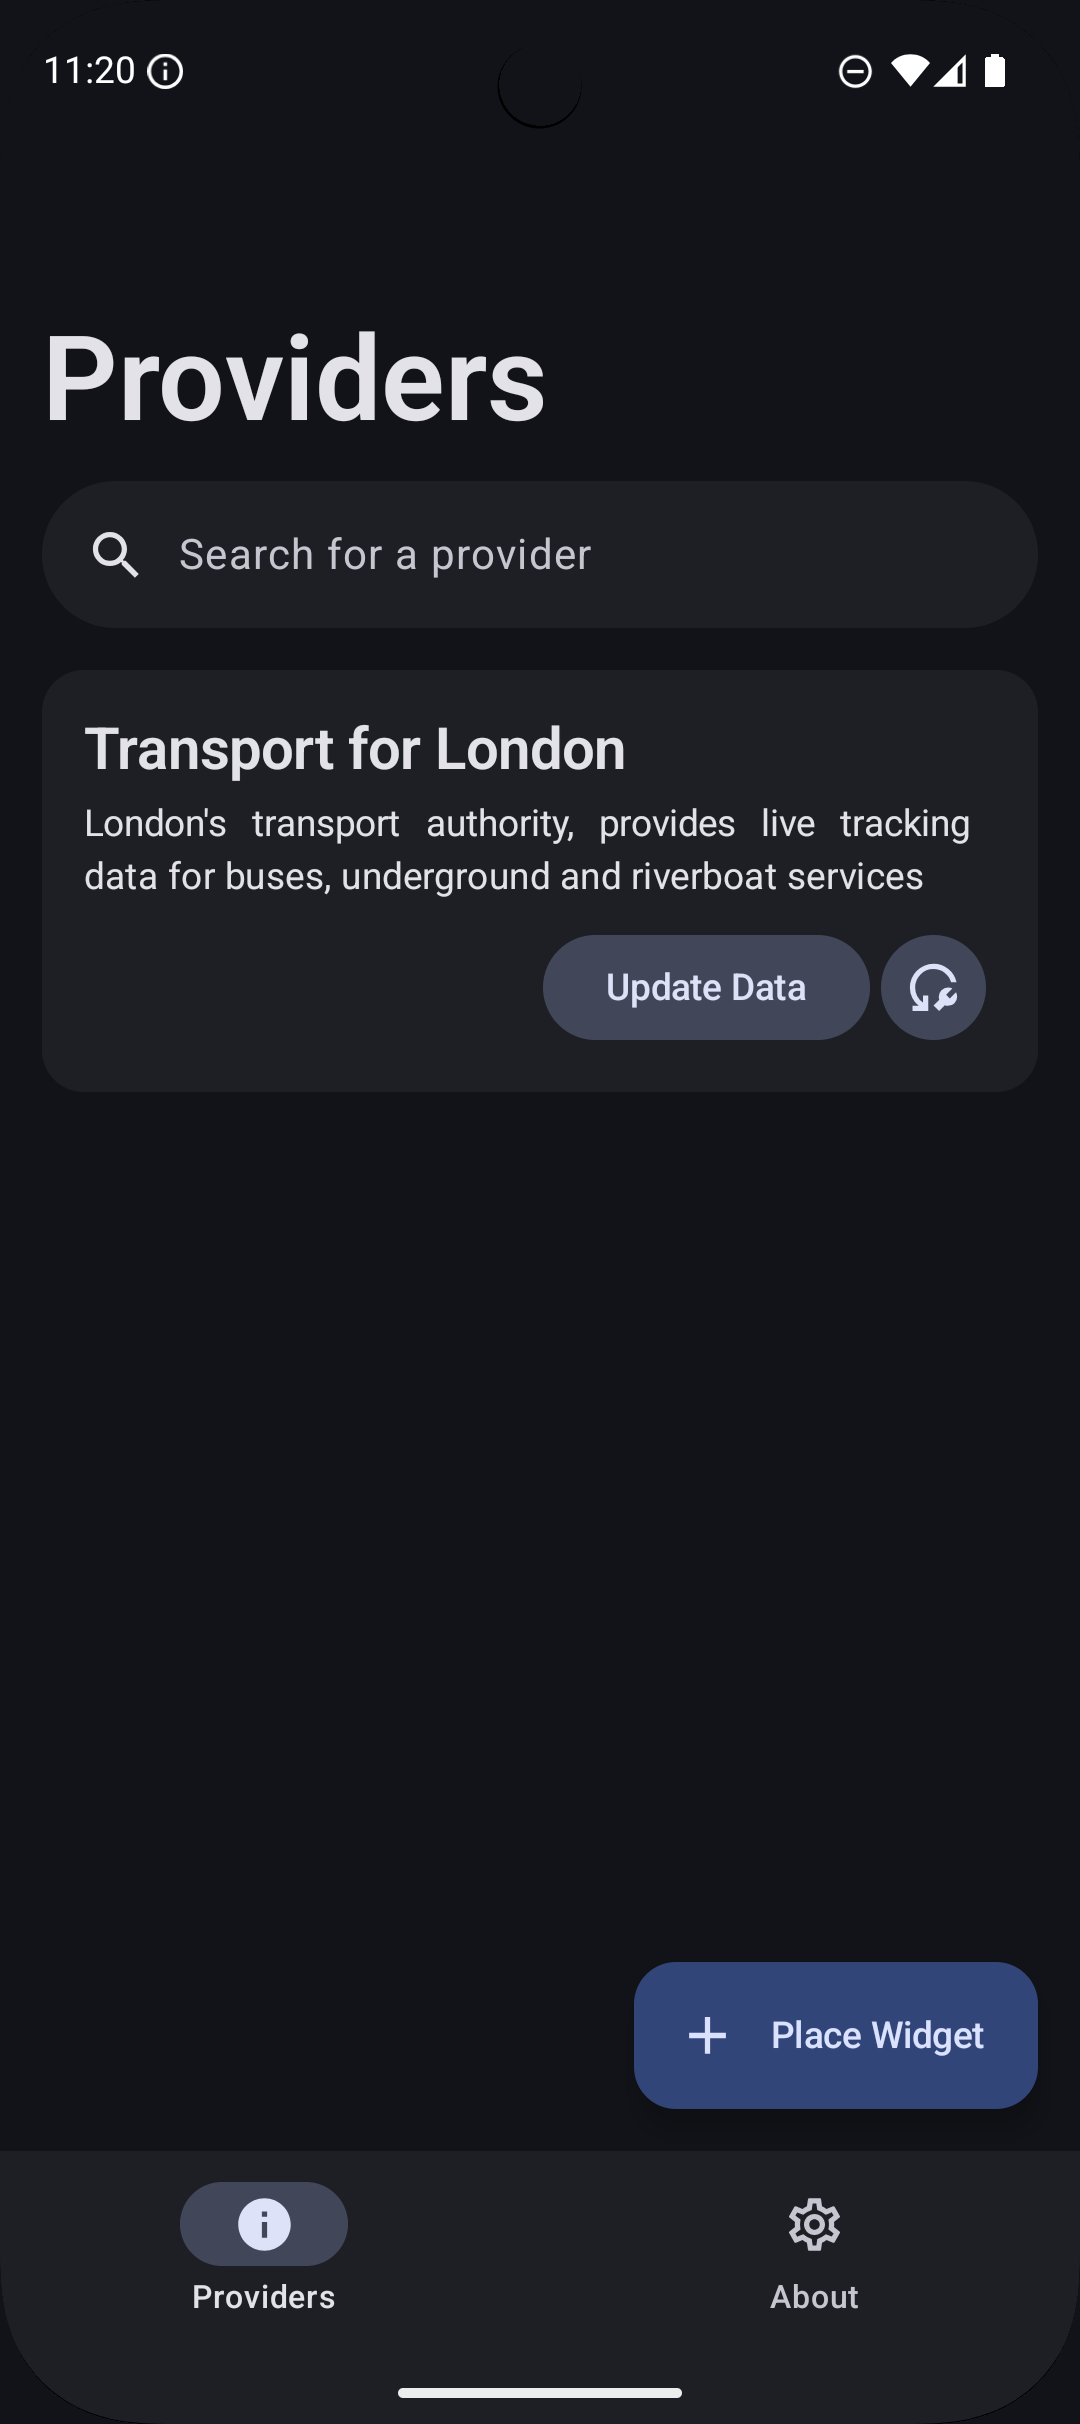 11:20
Providers
Search for a provider
Transport for London
London's transport authority, provides live tracking
data for buses, underground and riverboat services
Update Data
Place Widget
Providers
About